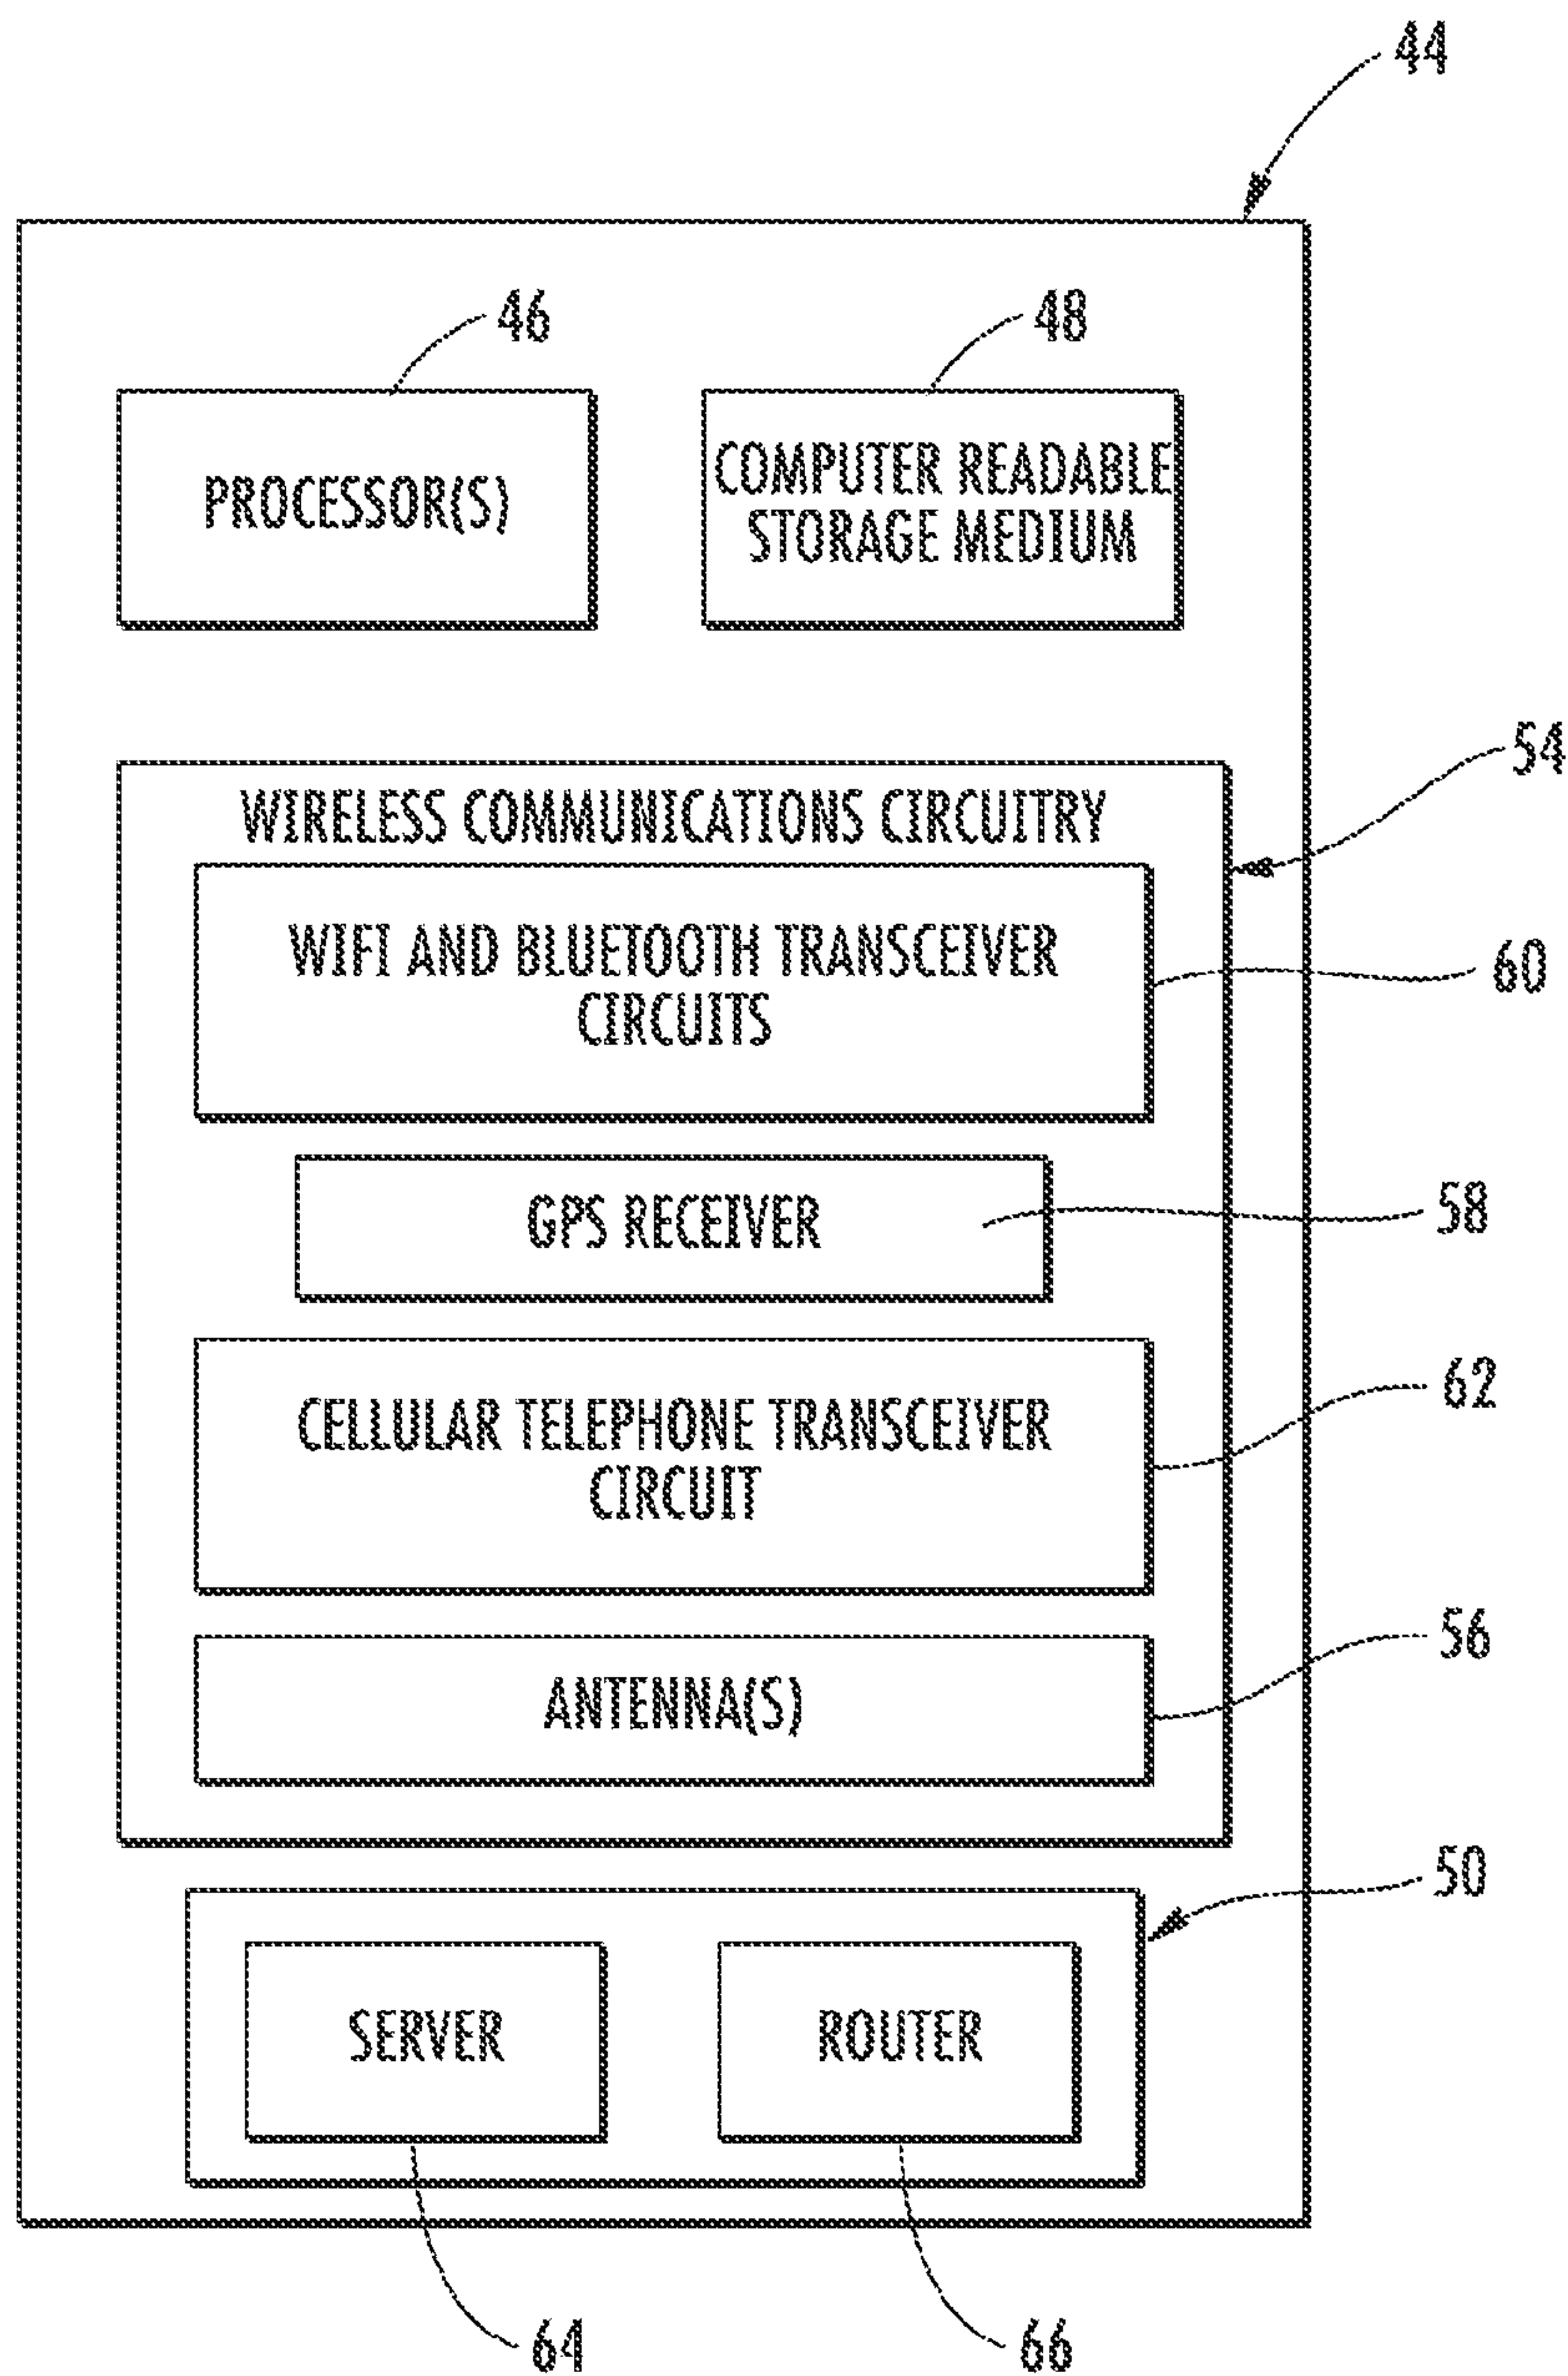 44
46
48
PROCESSOR(S)
COMPUTER READABLE
STORAGE MEDIUM
54
WIRELESS COMMUNICATIONS CIRCUITRY
WIFI AND BLUETOOTH TRANSCEIVER
CIRCUITS
60
GPS RECEIVER
58
CELLULAR TELEPHONE TRANSCEIVER
CIRCUIT
62
ANTENNA(S)
56
50
SERVER
ROUTER
64
66